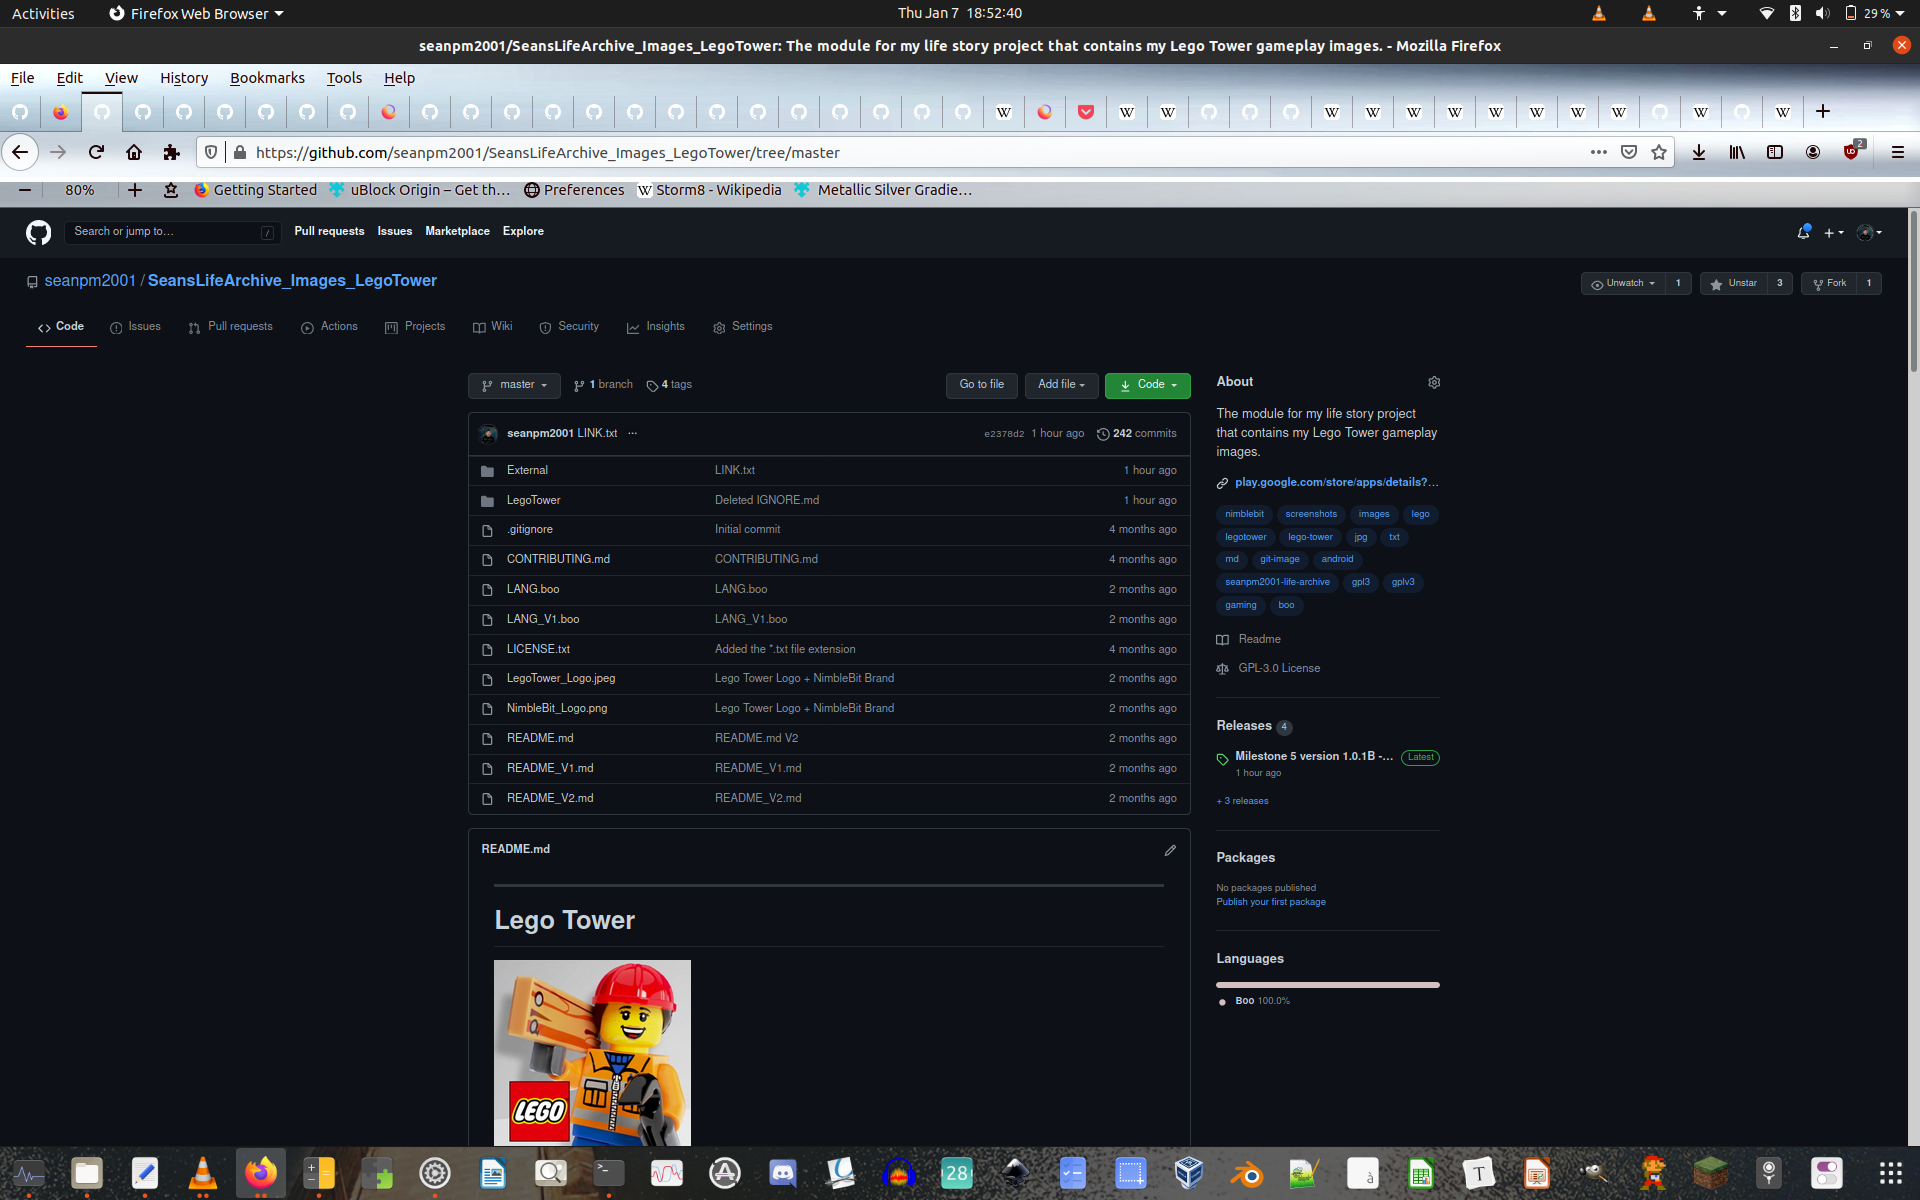 Activities Firefox Web Browser Thu Jan 7 18:52:40 29 %
seanpm2001/SeansLifeArchive_Images_LegoTower: The module for my life story project that contains my Lego Tower gameplay images. - Mozilla Firefox
File Edit View History Bookmarks Tools Help
https://github.com/seanpm2001/SeansLifeArchive_Images_LegoTower/tree/master 2
80% Getting Started uBlock Origin – Get th… Preferences Storm8 - Wikipedia Metallic Silver Gradie…
Search or jump to… / Pull requests Issues Marketplace Explore
seanpm2001 / SeansLifeArchive_Images_LegoTower Unwatch 1 Unstar 3 Fork 1
Code Issues Pull requests Actions Projects Wiki Security Insights Settings
master 1 branch 4 tags Go to file Add file Code
seanpm2001 LINK.txt ... e2378d2 1 hour ago 242 commits
External LINK.txt 1 hour ago
LegoTower Deleted IGNORE.md 1 hour ago
.gitignore Initial commit 4 months ago
CONTRIBUTING.md CONTRIBUTING.md 4 months ago
LANG.boo LANG.boo 2 months ago
LANG_V1.boo LANG_V1.boo 2 months ago
LICENSE.txt Added the *.txt file extension 4 months ago
LegoTower_Logo.jpeg Lego Tower Logo + NimbleBit Brand 2 months ago
NimbleBit_Logo.png Lego Tower Logo + NimbleBit Brand 2 months ago
README.md README.md V2 2 months ago
README_V1.md README_V1.md 2 months ago
README_V2.md README_V2.md 2 months ago
README.md
Lego Tower
LEGO
About
The module for my life story project
that contains my Lego Tower gameplay
images.
play.google.com/store/apps/details?…
nimblebit screenshots images lego
legotower lego-tower jpg txt
md git-image android
seanpm2001-life-archive gpl3 gplv3
gaming boo
Readme
GPL-3.0 License
Releases 4
Milestone 5 version 1.0.1B -… Latest
1 hour ago
+ 3 releases
Packages
No packages published
Publish your first package
Languages
Boo 100.0%
28